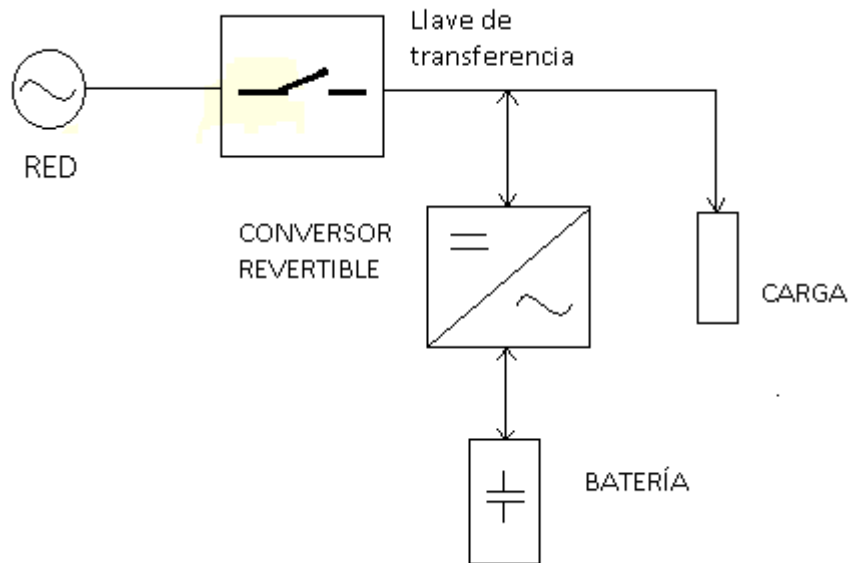 Llave de
transferencia
RED
CONVERSOR
REVERTIBLE
CARGA
BATERÍA